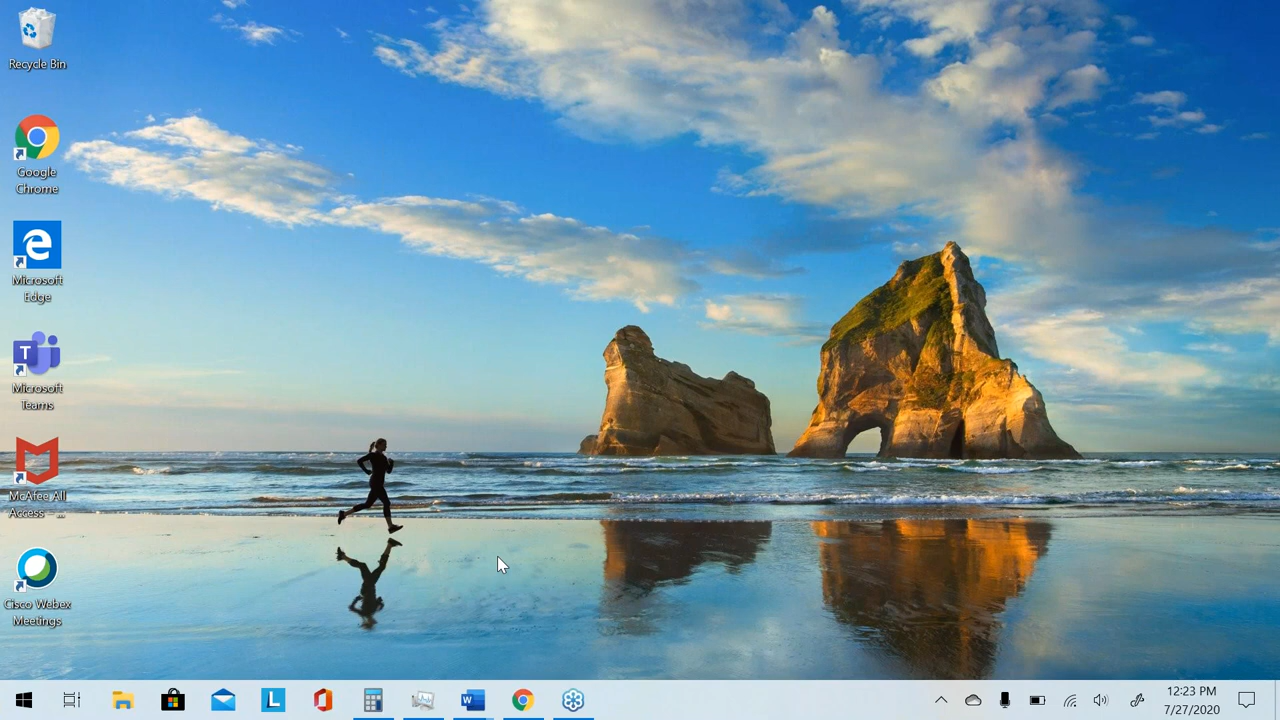 Recycle Bin
Google
Chrome
Microsoft
Edge
T
Microsoft
Teams
McAfee All
Access - ...
Cisco Webex
Meetings
L
W
12:23 PM
7/27/2020